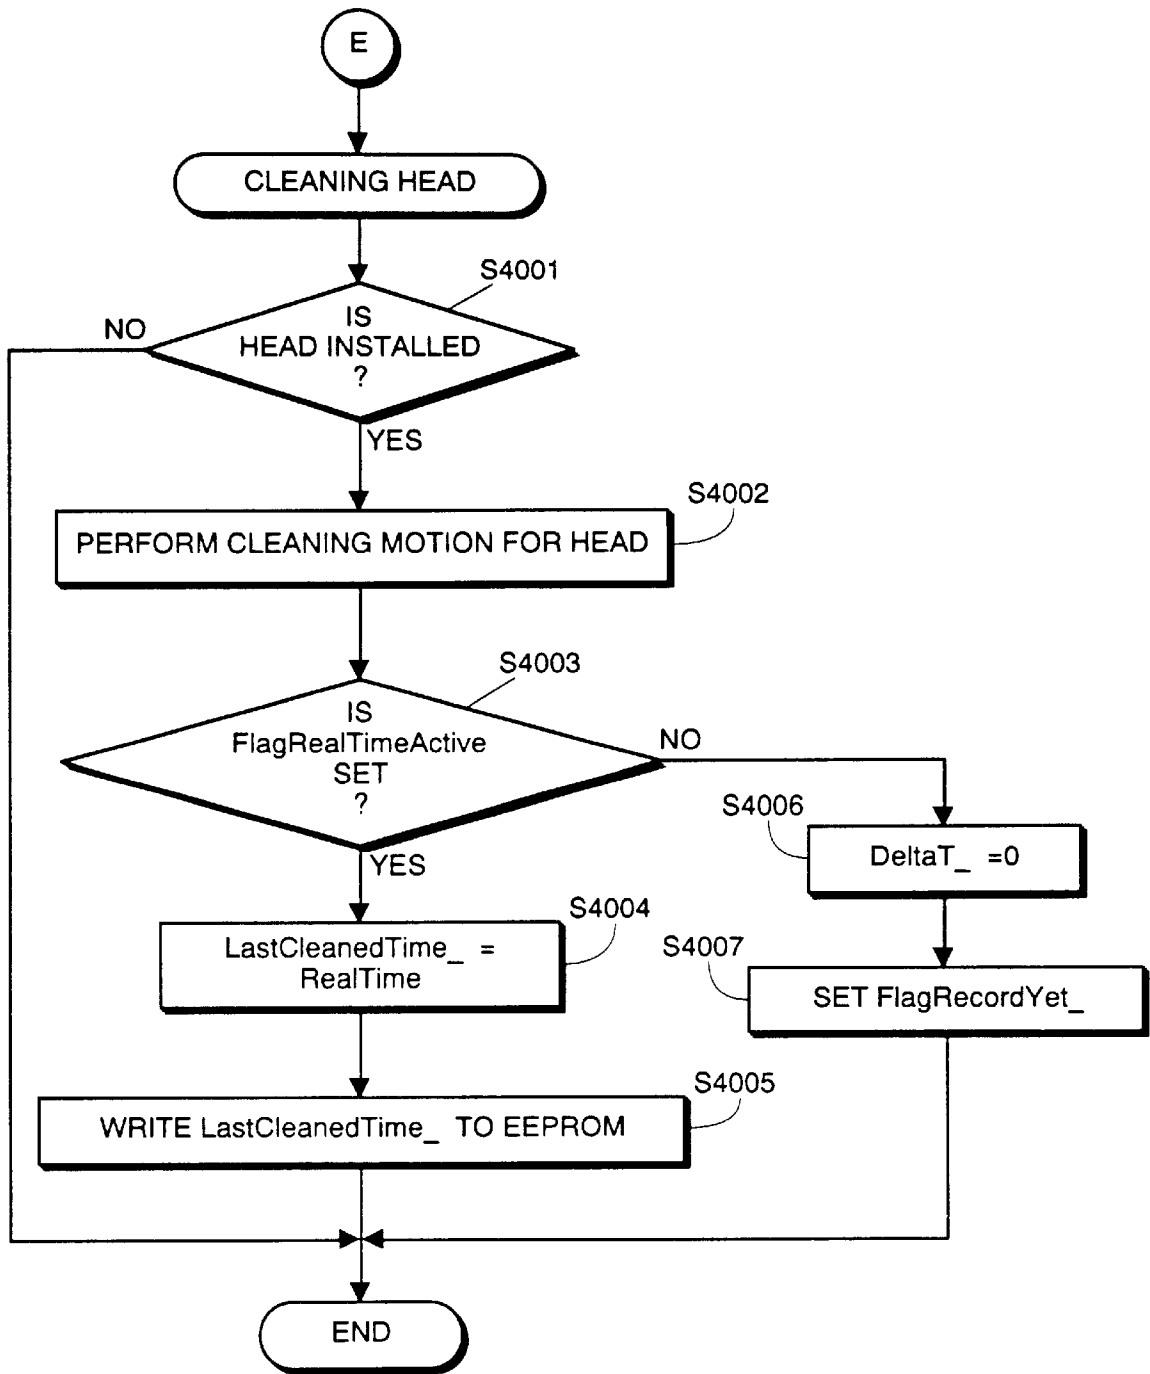 E
CLEANING HEAD
S4001
IS
HEAD INSTALLED
?
NO
YES
S4002
PERFORM CLEANING MOTION FOR HEAD
S4003
IS
FlagRealTimeActive
SET
?
NO
YES
S4006
DeltaT_ =0
S4004
LastCleanedTime_ =
RealTime
S4007
SET FlagRecordYet_
S4005
WRITE LastCleanedTime_ TO EEPROM
END